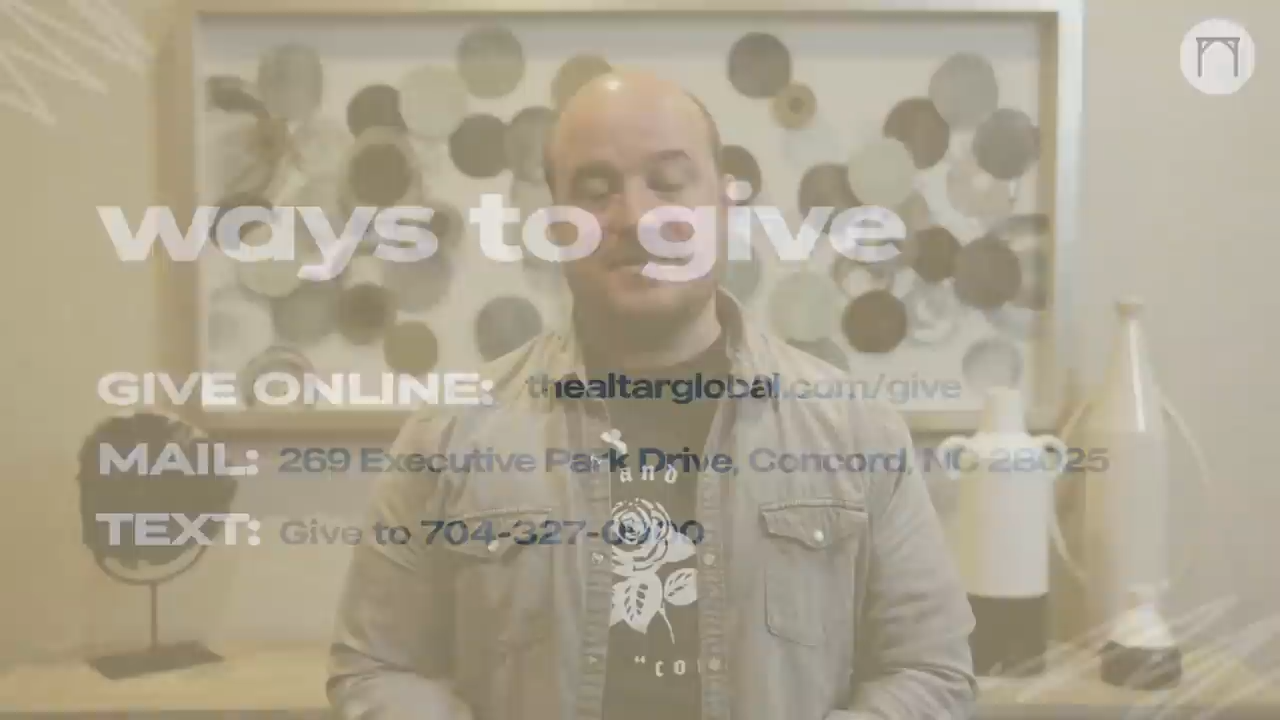 ways to give
GIVE ONLINE: thealtarglobal.com/give
MAIL: 269 Executive Park Drive, Concord, NC 28025
TEXT: Give to
and